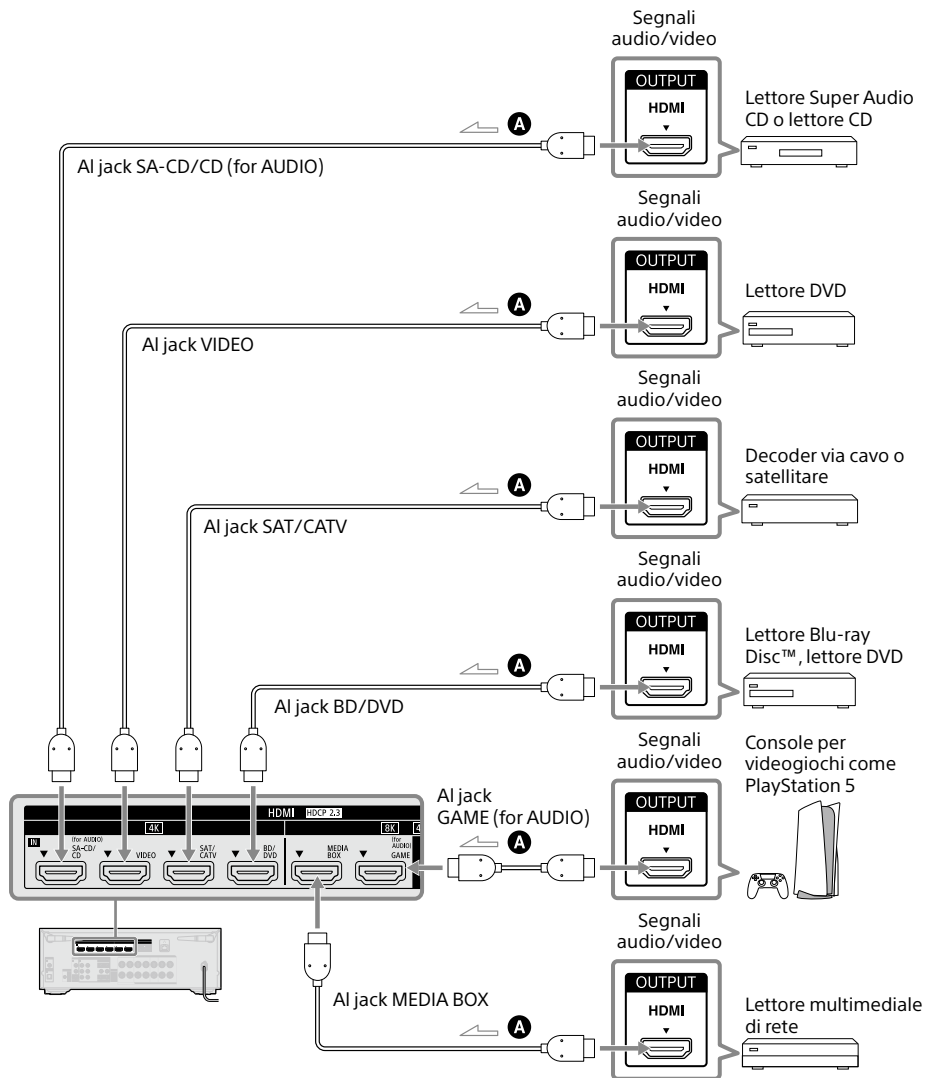 Segnali
audio/video
OUTPUT
HDMI
Lettore Super Audio
CD o lettore CD
A
Al jack SA-CD/CD (for AUDIO)
Segnali
audio/video
OUTPUT
HDMI
Lettore DVD
A
Al jack VIDEO
Segnali
audio/video
OUTPUT
HDMI
Decoder via cavo o
satellitare
A
Al jack SAT/CATV
Segnali
audio/video
OUTPUT
HDMI
Lettore Blu-ray
Disc™, lettore DVD
A
Al jack BD/DVD
Segnali
audio/video
OUTPUT
HDMI
Console per
videogiochi come
PlayStation 5
Al jack
GAME (for AUDIO)
A
HDMI HDCP 2.3
4K 8K 4
IN
(for AUDIO)
SA-CD/
CD
VIDEO
SAT/
CATV
BD/
DVD
MEDIA
BOX
(for
AUDIO)
GAME
Segnali
audio/video
OUTPUT
HDMI
Lettore multimediale
di rete
Al jack MEDIA BOX
A